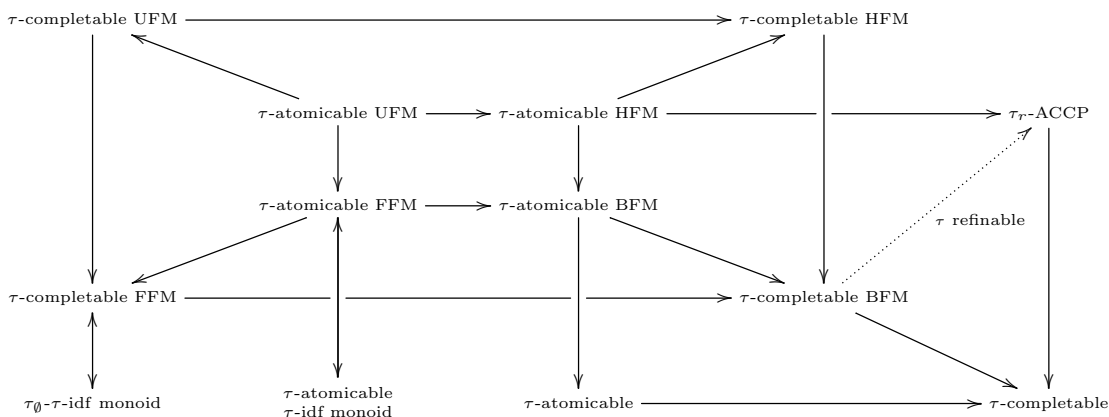 τ-completable UFM τ-completable HFM
τ-atomicable UFM τ-atomicable HFM τ_r-ACCP
τ-atomicable FFM τ-atomicable BFM
τ refinable
τ-completable FFM τ-completable BFM
τ_∅-τ-idf monoid τ-atomicable τ-atomicable τ-completable
τ-idf monoid